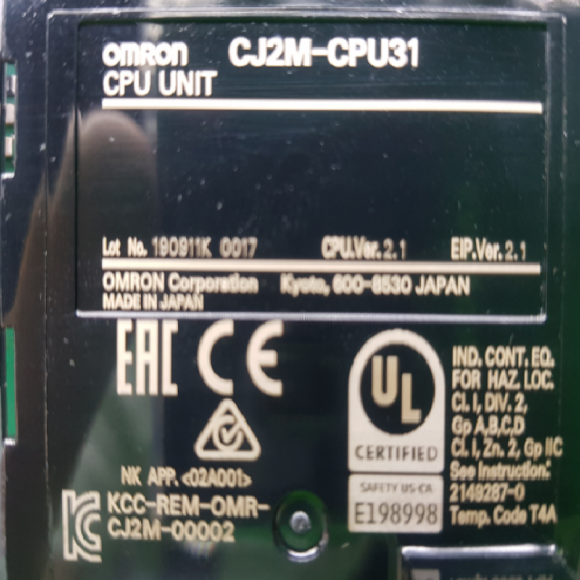 OMRON CJ2M-CPU31
CPU UNIT
Lot No. 190911K 0017 CPU.Ver.2.1 EIP.Ver.2.1
OMRON Corporation Kyoto, 600-8530 JAPAN
MADE IN JAPAN
EAC CE
UL
CERTIFIED
SAFETY US-CA
E198998
IND. CONT. EQ.
FOR HAZ. LOC.
CL I, DIV. 2,
Gp A,B,C,D
CL I, Zn. 2, Gp IIC
See Instruction:
2149287-0
Temp. Code T4A
NK APP. <02A001>
KCC-REM-OMR-
CJ2M-00002